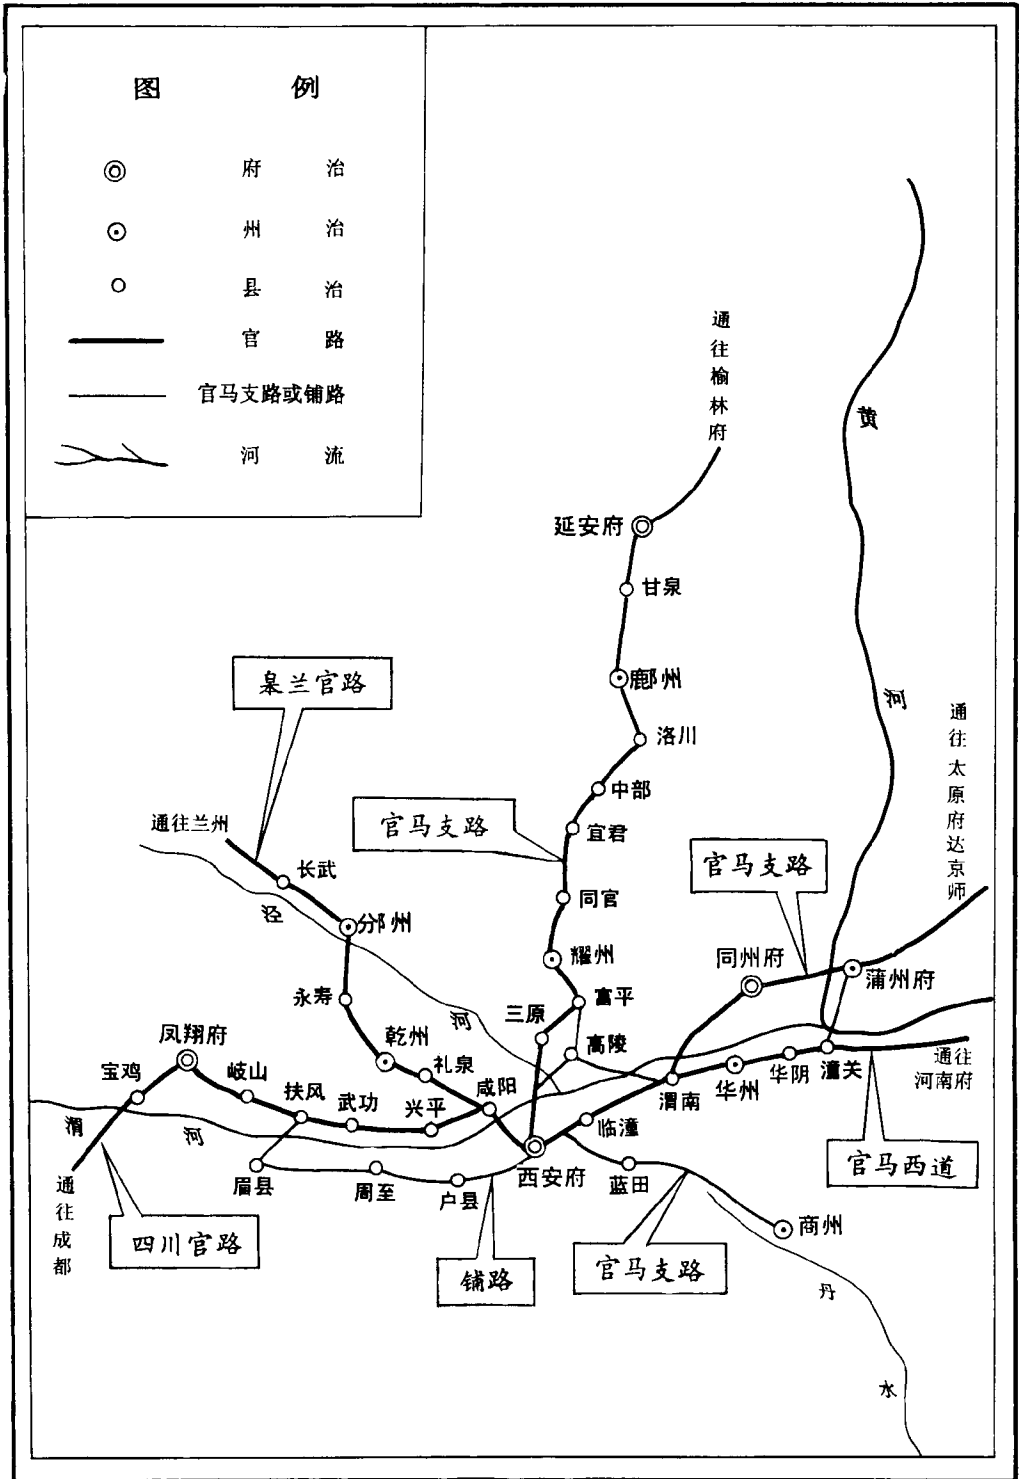 图 例
府 治
州 治
县 治
官 路
官马支路或铺路
河 流
通往榆林府
黄
河
延安府
甘泉
鄜州
洛川
中部
宜君
同官
耀州
富平
三原
高陵
皋兰官路
官马支路
官马支路
通往太原府达京师
通往兰州
长武
泾
河
邠州
永寿
乾州
礼泉
咸阳
兴平
武功
扶风
岐山
凤翔府
宝鸡
渭
河
通往成都
四川官路
眉县
周至
户县
铺路
西安府
临潼
渭南
华州
华阴
潼关
同州府
蒲州府
通往
河南府
官马西道
蓝田
商州
官马支路
丹
水